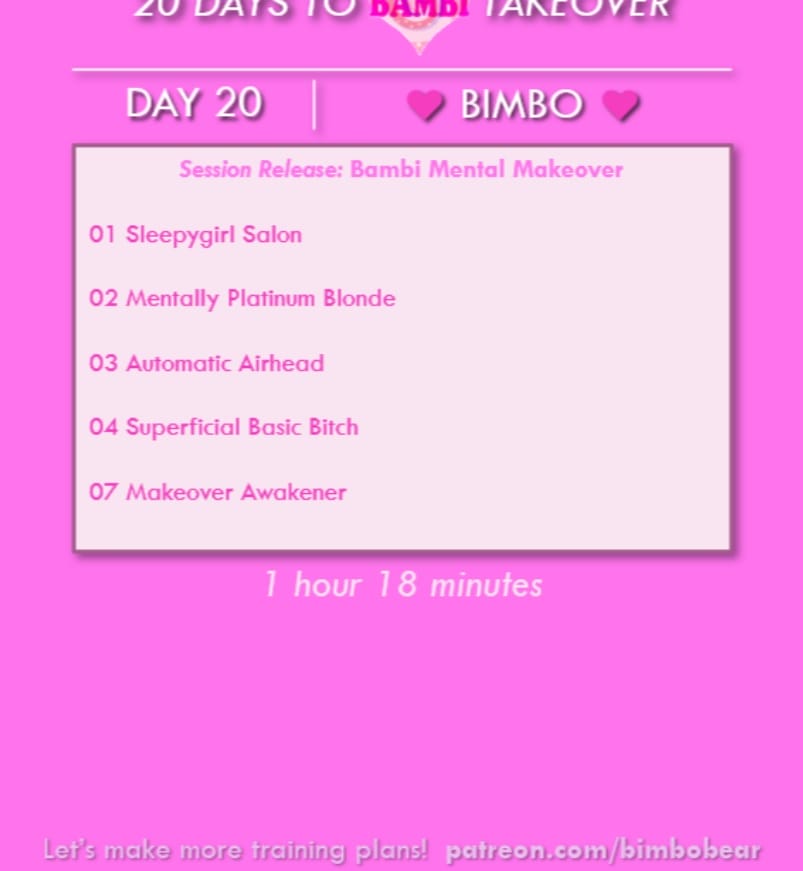 20 DAYS TO BAMBI TAKEOVER
DAY 20
BIMBO
Session Release: Bambi Mental Makeover
01 Sleepygirl Salon
02 Mentally Platinum Blonde
03 Automatic Airhead
04 Superficial Basic Bitch
07 Makeover Awakener
1 hour 18 minutes
Let's make more training plans! patreon.com/bimbobear